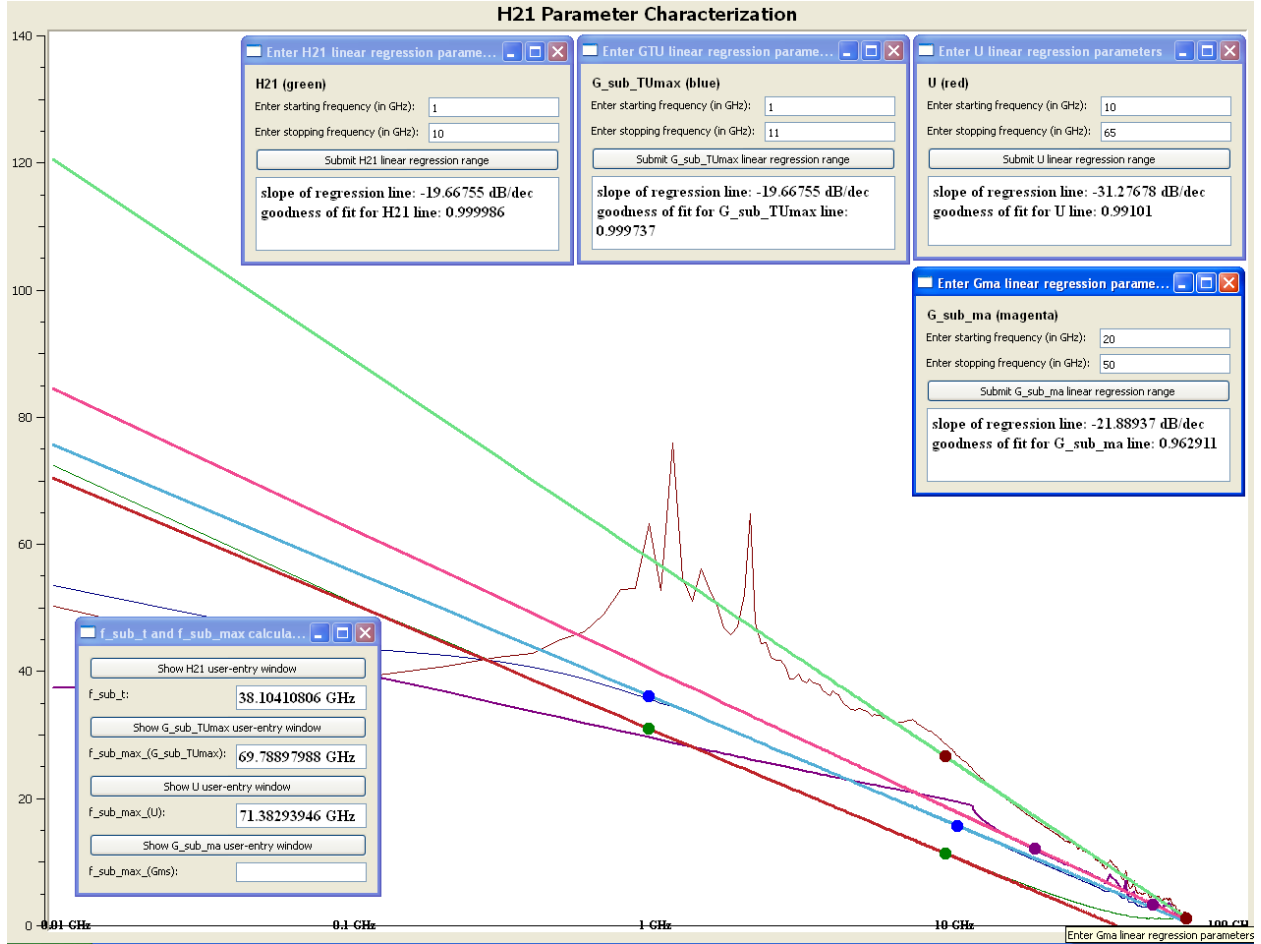 H21 Parameter Characterization
140
120
100
80
60
40
20
0
Enter H21 linear regression parame...
H21 (green)
Enter starting frequency (in GHz): 1
Enter stopping frequency (in GHz): 10
Submit H21 linear regression range
slope of regression line: -19.66755 dB/dec
goodness of fit for H21 line: 0.999986
Enter GTU linear regression parame...
G_sub_TUmax (blue)
Enter starting frequency (in GHz): 1
Enter stopping frequency (in GHz): 11
Submit G_sub_TUmax linear regression range
slope of regression line: -19.66755 dB/dec
goodness of fit for G_sub_TUmax line:
0.999737
Enter U linear regression parameters
U (red)
Enter starting frequency (in GHz): 10
Enter stopping frequency (in GHz): 65
Submit U linear regression range
slope of regression line: -31.27678 dB/dec
goodness of fit for U line: 0.99101
Enter Gma linear regression parame...
G_sub_ma (magenta)
Enter starting frequency (in GHz): 20
Enter stopping frequency (in GHz): 50
Submit G_sub_ma linear regression range
slope of regression line: -21.88937 dB/dec
goodness of fit for G_sub_ma line: 0.962911
f_sub_t and f_sub_max calcula...
Show H21 user-entry window
f_sub_t: 38.10410806 GHz
Show G_sub_TUmax user-entry window
f_sub_max_(G_sub_TUmax): 69.78897988 GHz
Show U user-entry window
f_sub_max_(U): 71.38293946 GHz
Show G_sub_ma user-entry window
f_sub_max_(Gms):
0.01 GHz
0.1 GHz
1 GHz
10 GHz
100 GH
Enter Gma linear regression parameters